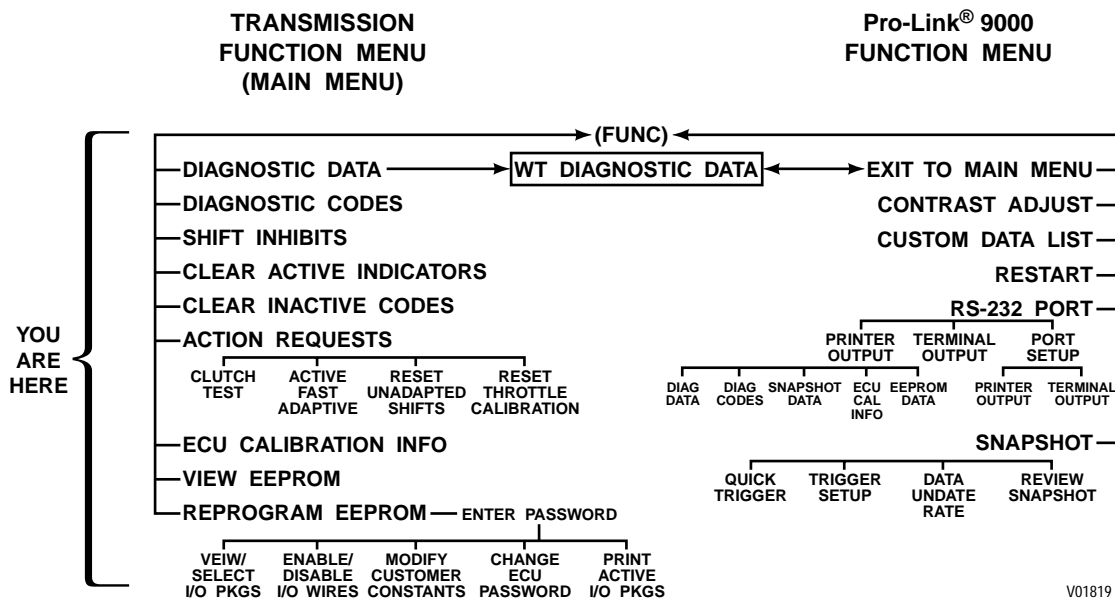 TRANSMISSION
FUNCTION MENU
(MAIN MENU)
Pro-Link® 9000
FUNCTION MENU
YOU
ARE
HERE
(FUNC)
DIAGNOSTIC DATA
WT DIAGNOSTIC DATA
EXIT TO MAIN MENU
DIAGNOSTIC CODES
CONTRAST ADJUST
SHIFT INHIBITS
CUSTOM DATA LIST
CLEAR ACTIVE INDICATORS
RESTART
CLEAR INACTIVE CODES
RS-232 PORT
ACTION REQUESTS
PRINTER
OUTPUT
TERMINAL
OUTPUT
PORT
SETUP
CLUTCH
TEST
ACTIVE
FAST
ADAPTIVE
RESET
UNADAPTED
SHIFTS
RESET
THROTTLE
CALIBRATION
DIAG
DATA
DIAG
CODES
SNAPSHOT
DATA
ECU
CAL
INFO
EEPROM
DATA
PRINTER
OUTPUT
TERMINAL
OUTPUT
ECU CALIBRATION INFO
SNAPSHOT
VIEW EEPROM
QUICK
TRIGGER
TRIGGER
SETUP
DATA
UNDATE
RATE
REVIEW
SNAPSHOT
REPROGRAM EEPROM
ENTER PASSWORD
VEIW/
SELECT
I/O PKGS
ENABLE/
DISABLE
I/O WIRES
MODIFY
CUSTOMER
CONSTANTS
CHANGE
ECU
PASSWORD
PRINT
ACTIVE
I/O PKGS
V01819